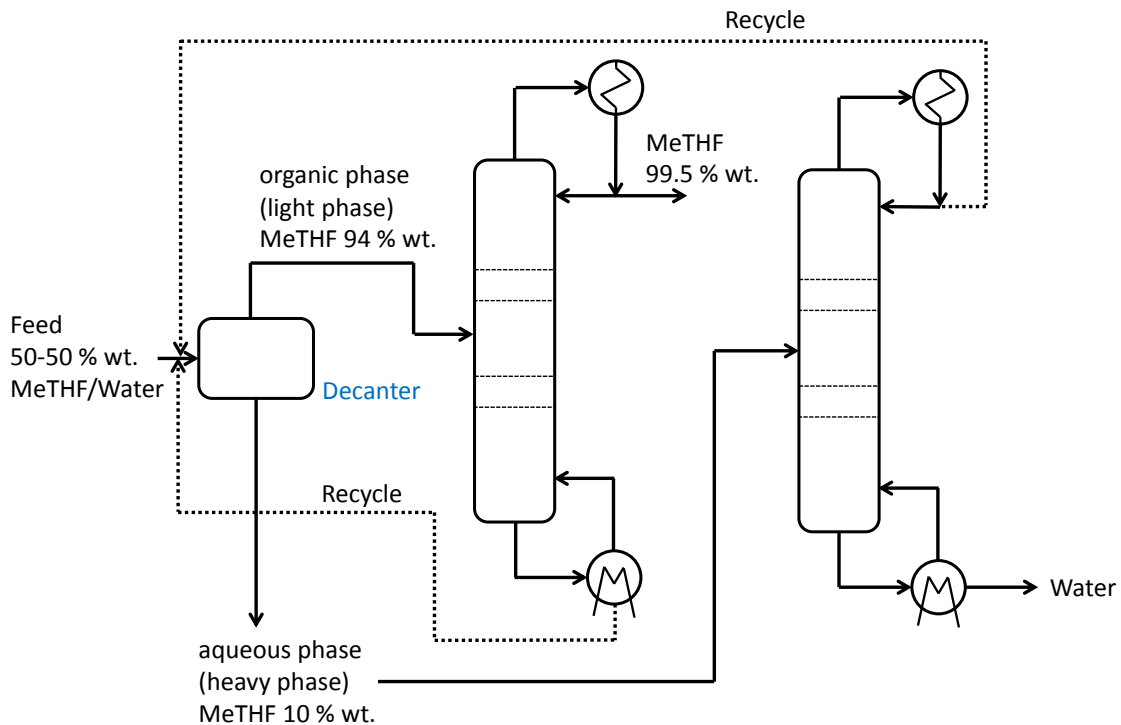 Recycle
MeTHF
99.5 % wt.
organic phase
(light phase)
MeTHF 94 % wt.
Feed
50-50 % wt.
MeTHF/Water
Decanter
Recycle
Water
aqueous phase
(heavy phase)
MeTHF 10 % wt.